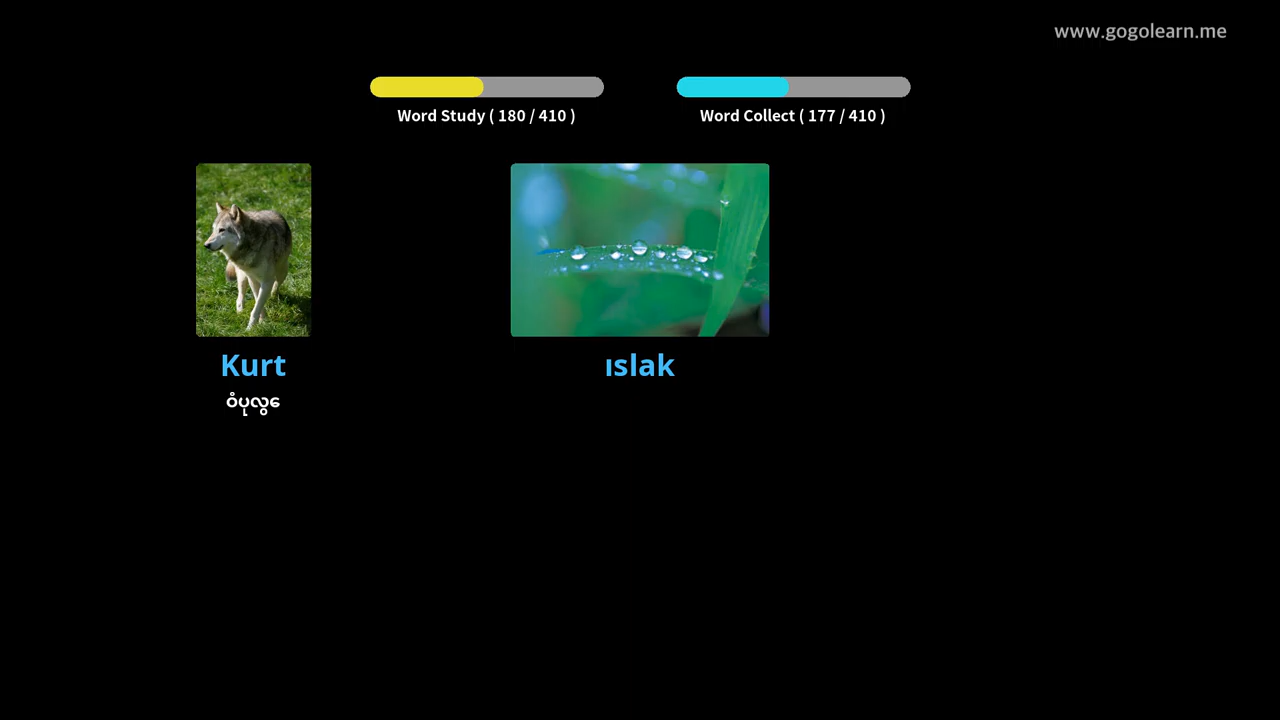 www.gogolearn.me
Word Study ( 180 / 410 )
Word Collect ( 177 / 410 )
Kurt
ıslak
ဝံပုလွေ